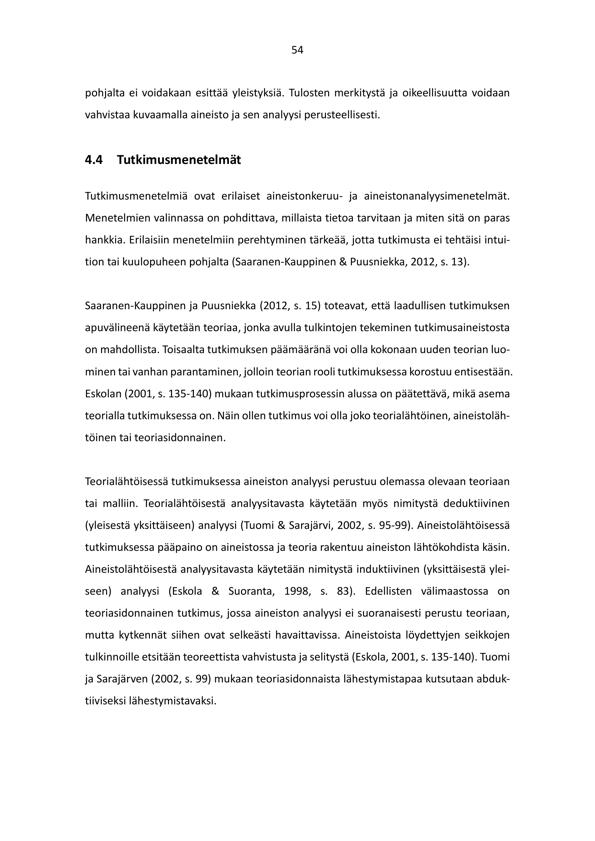 54
pohjalta ei voidakaan esittää yleistyksiä. Tulosten merkitystä ja oikeellisuutta voidaan
vahvistaa kuvaamalla aineisto ja sen analyysi perusteellisesti.
4.4 Tutkimusmenetelmät
Tutkimusmenetelmiä ovat erilaiset aineistonkeruu- ja aineistonanalyysimenetelmät.
Menetelmien valinnassa on pohdittava, millaista tietoa tarvitaan ja miten sitä on paras
hankkia. Erilaisiin menetelmiin perehtyminen tärkeää, jotta tutkimusta ei tehtäisi intui-
tion tai kuulopuheen pohjalta (Saaranen-Kauppinen & Puusniekka, 2012, s. 13).
Saaranen-Kauppinen ja Puusniekka (2012, s. 15) toteavat, että laadullisen tutkimuksen
apuvälineenä käytetään teoriaa, jonka avulla tulkintojen tekeminen tutkimusaineistosta
on mahdollista. Toisaalta tutkimuksen päämääränä voi olla kokonaan uuden teorian luo-
minen tai vanhan parantaminen, jolloin teorian rooli tutkimuksessa korostuu entisestään.
Eskolan (2001, s. 135-140) mukaan tutkimusprosessin alussa on päätettävä, mikä asema
teorialla tutkimuksessa on. Näin ollen tutkimus voi olla joko teorialähtöinen, aineistoläh-
töinen tai teoriasidonnainen.
Teorialähtöisessä tutkimuksessa aineiston analyysi perustuu olemassa olevaan teoriaan
tai malliin. Teorialähtöisestä analyysitavasta käytetään myös nimitystä deduktiivinen
(yleisestä yksittäiseen) analyysi (Tuomi & Sarajärvi, 2002, s. 95-99). Aineistolähtöisessä
tutkimuksessa pääpaino on aineistossa ja teoria rakentuu aineiston lähtökohdista käsin.
Aineistolähtöisestä analyysitavasta käytetään nimitystä induktiivinen (yksittäisestä ylei-
seen) analyysi (Eskola & Suoranta, 1998, s. 83). Edellisten välimaastossa on
teoriasidonnainen tutkimus, jossa aineiston analyysi ei suoranaisesti perustu teoriaan,
mutta kytkennät siihen ovat selkeästi havaittavissa. Aineistoista löydettyjen seikkojen
tulkinnoille etsitään teoreettista vahvistusta ja selitystä (Eskola, 2001, s. 135-140). Tuomi
ja Sarajärven (2002, s. 99) mukaan teoriasidonnaista lähestymistapaa kutsutaan abduk-
tiiviseksi lähestymistavaksi.